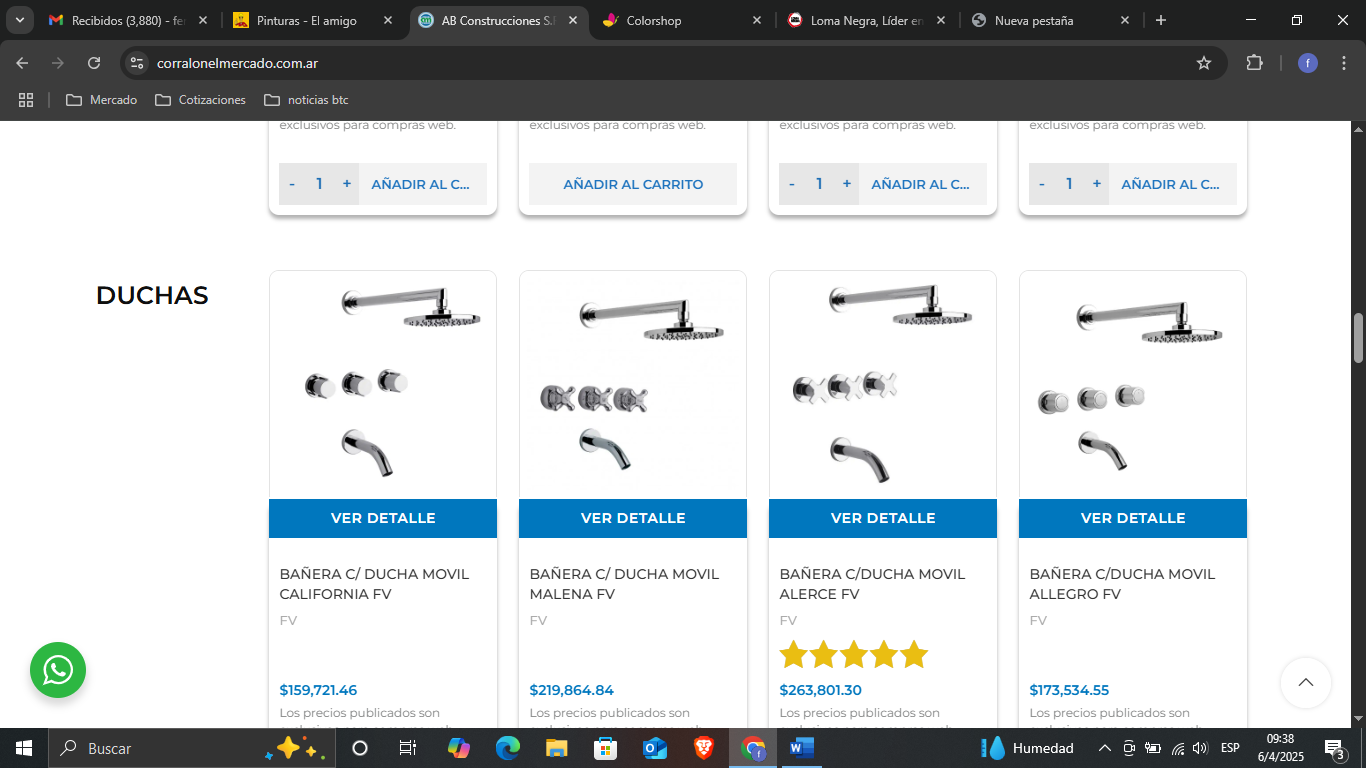 Recibidos (3,880) - fe
Pinturas - El amigo
AB Construcciones S.
Colorshop
Loma Negra, Líder en
Nueva pestaña
corralonelmercado.com.ar
f
Mercado
Cotizaciones
noticias btc
exclusivos para compras web.
exclusivos para compras web.
exclusivos para compras web.
exclusivos para compras web.
- 1 + AÑADIR AL C...
AÑADIR AL CARRITO
- 1 + AÑADIR AL C...
- 1 + AÑADIR AL C...
DUCHAS
VER DETALLE
VER DETALLE
VER DETALLE
VER DETALLE
BAÑERA C/ DUCHA MOVIL
CALIFORNIA FV
FV
$159,721.46
Los precios publicados son
BAÑERA C/ DUCHA MOVIL
MALENA FV
FV
$219,864.84
Los precios publicados son
BAÑERA C/DUCHA MOVIL
ALERCE FV
FV
$263,801.30
Los precios publicados son
BAÑERA C/DUCHA MOVIL
ALLEGRO FV
FV
$173,534.55
Los precios publicados son
Buscar
Humedad
ESP
09:38
6/4/2025
3